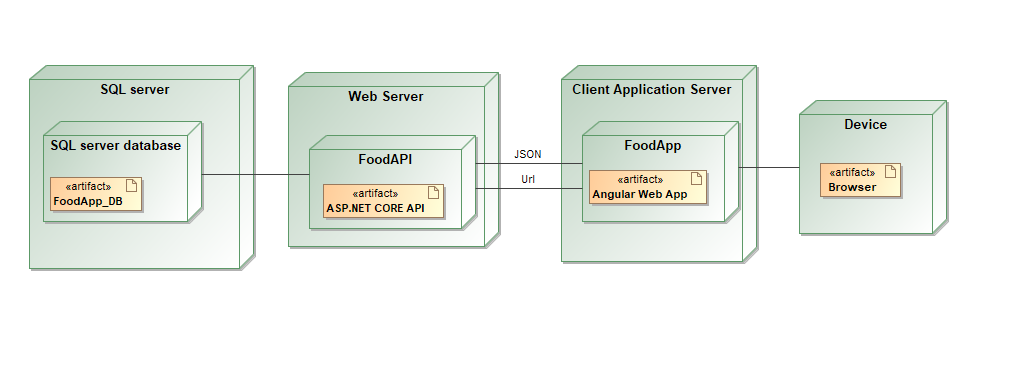 SQL server
SQL server database
«artifact»
FoodApp_DB
Web Server
FoodAPI
«artifact»
ASP.NET CORE API
JSON
Url
Client Application Server
FoodApp
«artifact»
Angular Web App
Device
«artifact»
Browser